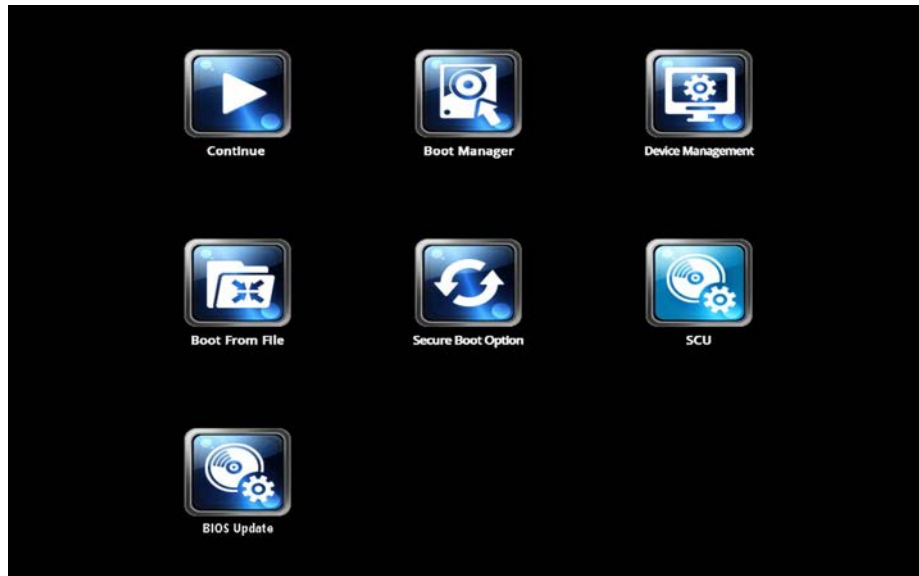 Continue
Boot Manager
Device Management
Boot From File
Secure Boot Option
SCU
BIOS Update